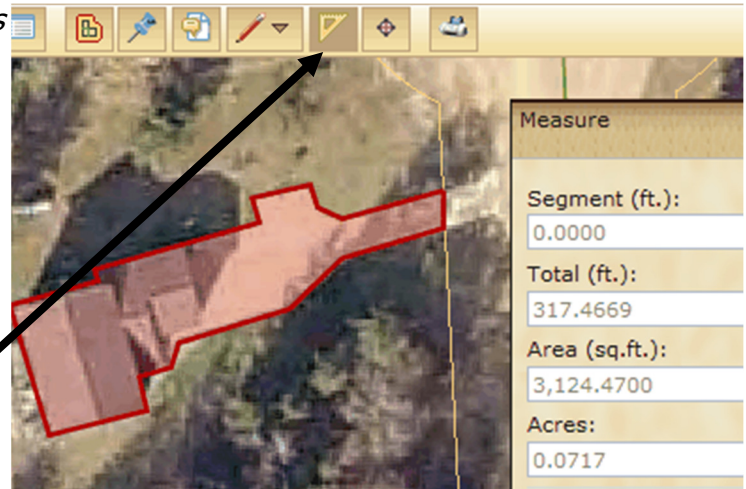 s
Measure
Segment (ft.):
0.0000
Total (ft.):
317.4669
Area (sq.ft.):
3,124.4700
Acres:
0.0717